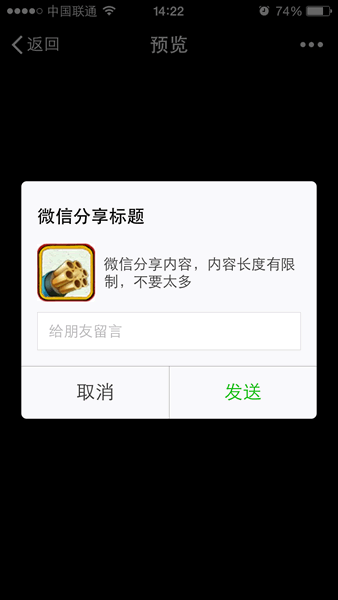 中国联通 14:22 74%
返回 预览
微信分享标题
微信分享内容，内容长度有限
制，不要太多
给朋友留言
取消 发送